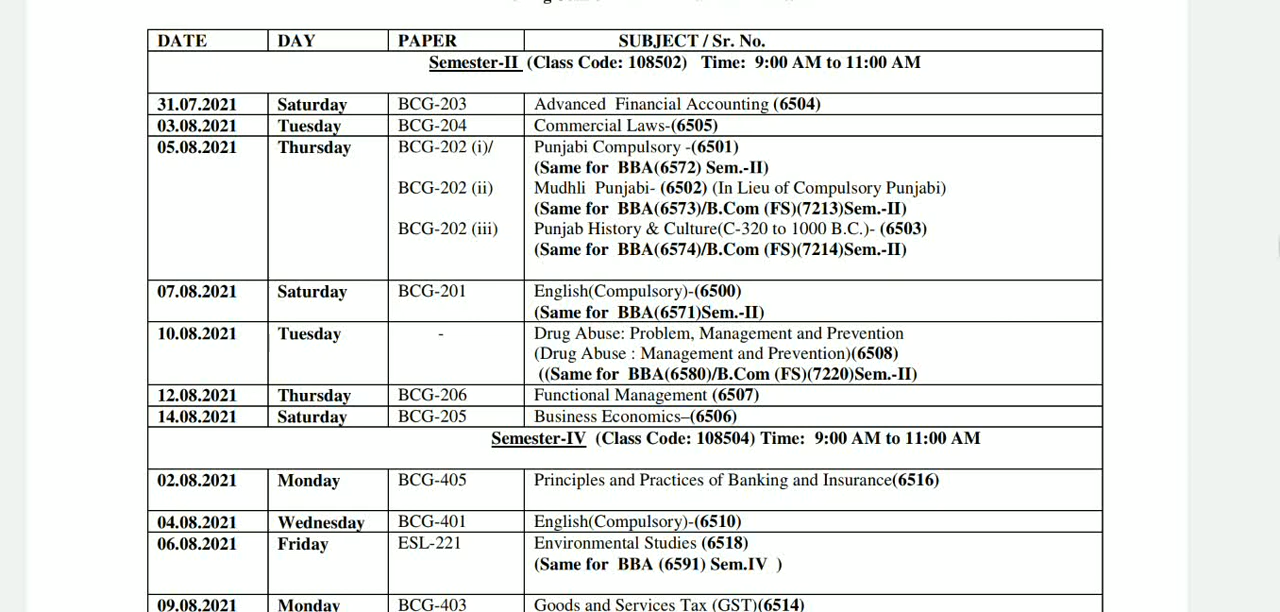 DATE DAY PAPER SUBJECT / Sr. No.
Semester-II (Class Code: 108502) Time: 9:00 AM to 11:00 AM
31.07.2021 Saturday BCG-203 Advanced Financial Accounting (6504)
03.08.2021 Tuesday BCG-204 Commercial Laws-(6505)
05.08.2021 Thursday BCG-202 (i)/ Punjabi Compulsory -(6501)
(Same for BBA(6572) Sem.-II)
BCG-202 (ii) Mudhli Punjabi- (6502) (In Lieu of Compulsory Punjabi)
(Same for BBA(6573)/B.Com (FS)(7213)Sem.-II)
BCG-202 (iii) Punjab History & Culture(C-320 to 1000 B.C.)- (6503)
(Same for BBA(6574)/B.Com (FS)(7214)Sem.-II)
07.08.2021 Saturday BCG-201 English(Compulsory)-(6500)
(Same for BBA(6571)Sem.-II)
10.08.2021 Tuesday - Drug Abuse: Problem, Management and Prevention
(Drug Abuse : Management and Prevention)(6508)
((Same for BBA(6580)/B.Com (FS)(7220)Sem.-II)
12.08.2021 Thursday BCG-206 Functional Management (6507)
14.08.2021 Saturday BCG-205 Business Economics–(6506)
Semester-IV (Class Code: 108504) Time: 9:00 AM to 11:00 AM
02.08.2021 Monday BCG-405 Principles and Practices of Banking and Insurance(6516)
04.08.2021 Wednesday BCG-401 English(Compulsory)-(6510)
06.08.2021 Friday ESL-221 Environmental Studies (6518)
(Same for BBA (6591) Sem.IV )
09.08.2021 Monday BCG-403 Goods and Services Tax (GST)(6514)